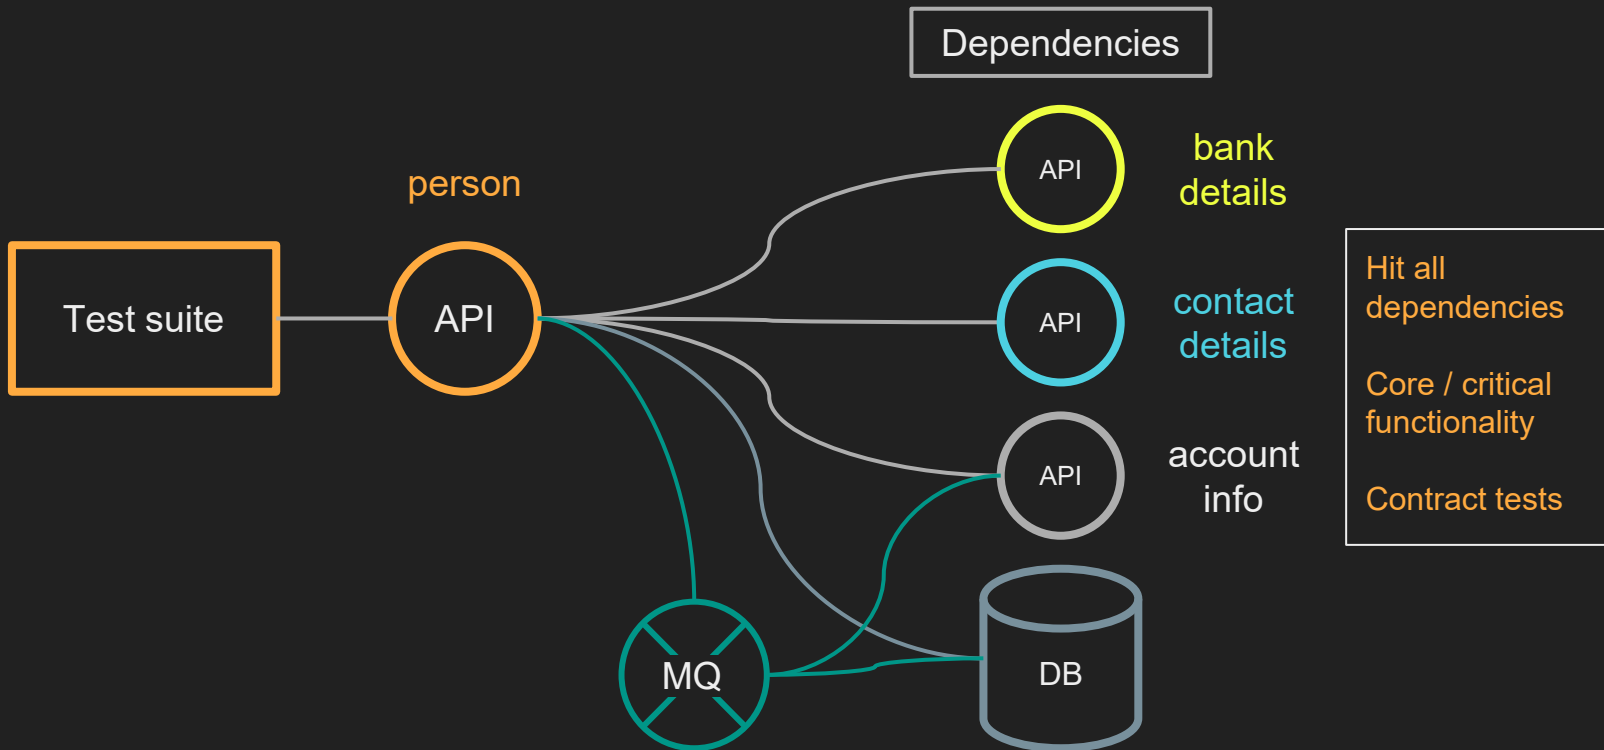 Dependencies
person
Test suite
API
API
bank
details
API
contact
details
API
account
info
MQ
DB
Hit all
dependencies
Core / critical
functionality
Contract tests